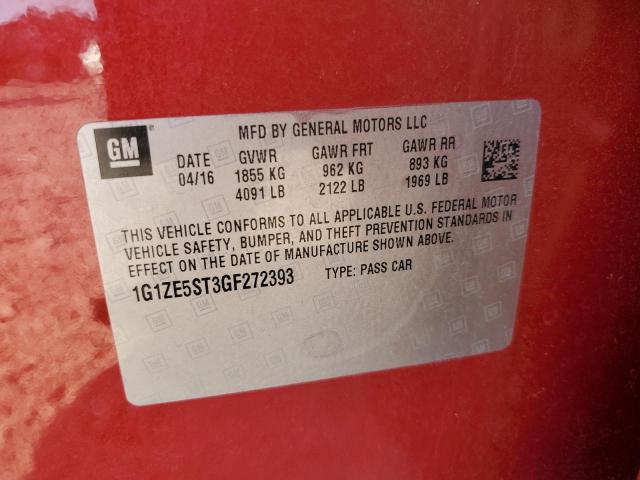 GM
MFD BY GENERAL MOTORS LLC
DATE GVWR GAWR FRT GAWR RR
04/16 1855 KG 962 KG 893 KG
4091 LB 2122 LB 1969 LB
THIS VEHICLE CONFORMS TO ALL APPLICABLE U.S. FEDERAL MOTOR
VEHICLE SAFETY, BUMPER, AND THEFT PREVENTION STANDARDS IN
EFFECT ON THE DATE OF MANUFACTURE SHOWN ABOVE.
1G1ZE5ST3GF272393 TYPE: PASS CAR